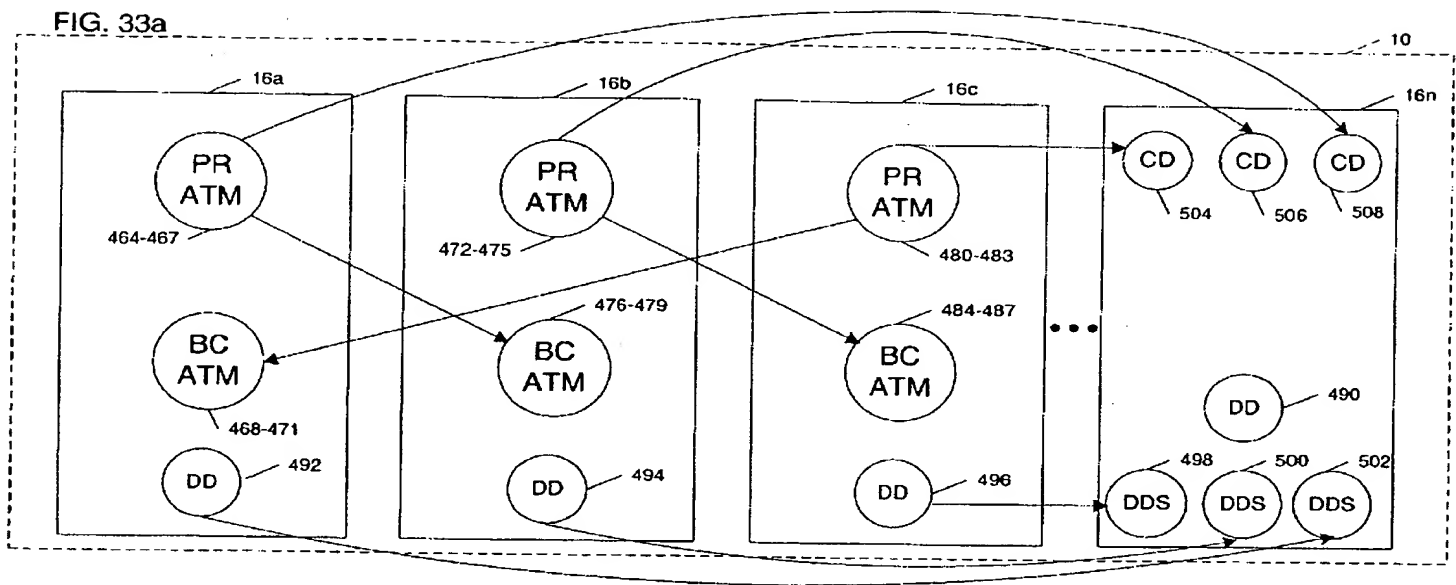 FIG. 33a
10
16a
16b
16c
16n
PR
ATM
464-467
PR
ATM
472-475
PR
ATM
480-483
CD
504
CD
506
CD
508
BC
ATM
468-471
476-479
BC
ATM
484-487
BC
ATM
DD
490
DD
492
DD
494
DD
496
498
DDS
500
DDS
502
DDS